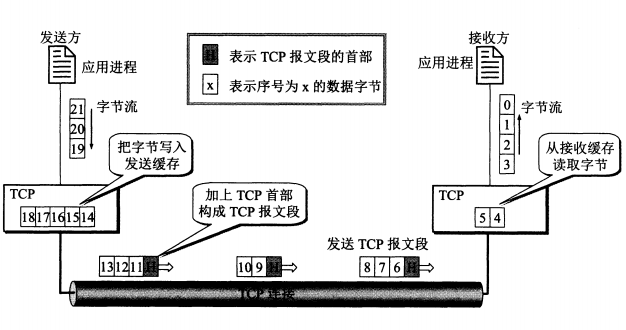 发送方
应用进程
21
20
19
字节流
把字节写入
发送缓存
TCP
18 17 16 15 14
H 表示 TCP 报文段的首部
x 表示序号为 x 的数据字节
加上 TCP 首部
构成 TCP 报文段
接收方
应用进程
0
1
2
3
字节流
从接收缓存
读取字节
TCP
5 4
发送 TCP 报文段
13 12 11 H
10 9 H
8 7 6 H
TCP 连接